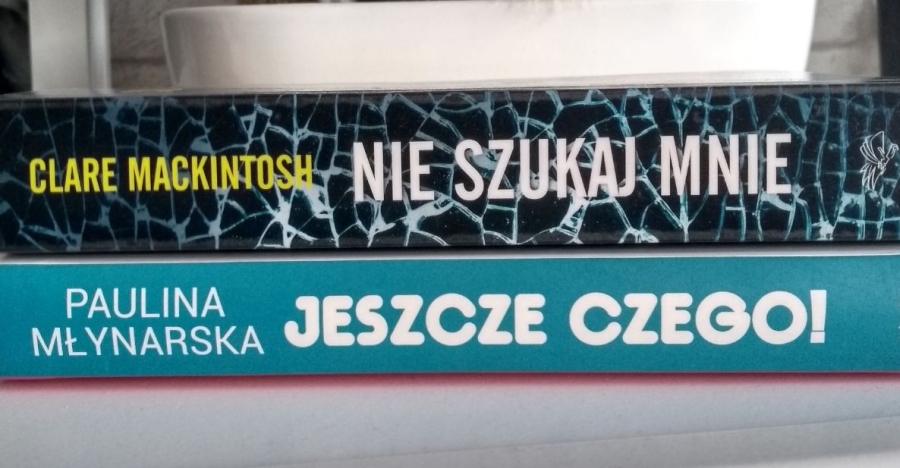 CLARE MACKINTOSH NIE SZUKAJ MNIE
PAULINA
MŁYNARSKA
JESZCZE CZEGO!